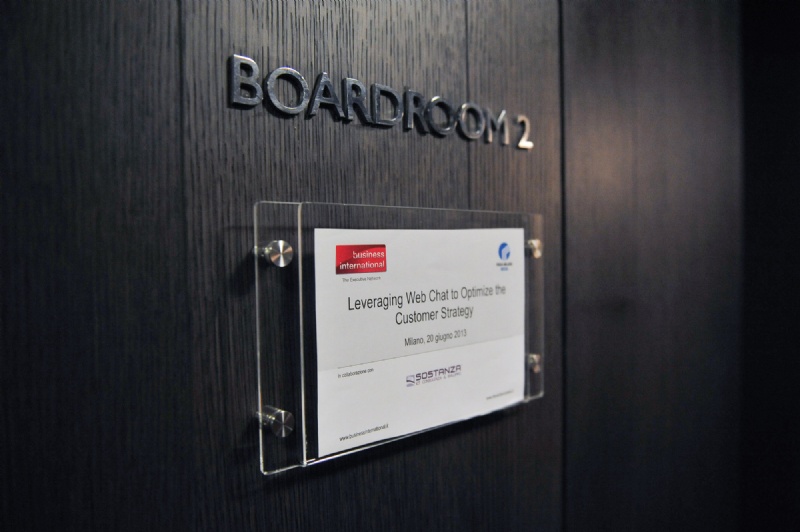 BOARDROOM 2
business
international
The Executive Network
Leveraging Web Chat to Optimize the
Customer Strategy
Milano, 20 giugno 2013
In collaborazione con
SOSTANZA
www.businessinternational.it